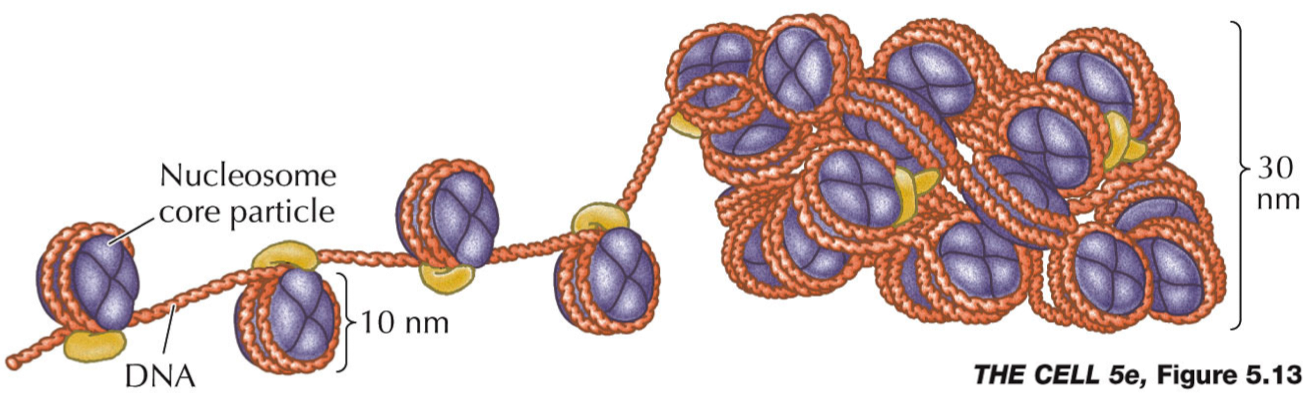 Nucleosome
core particle
DNA
10 nm
30
nm
THE CELL 5e, Figure 5.13